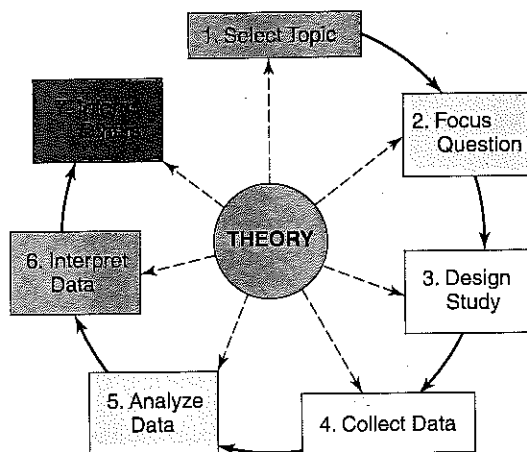 1. Select Topic
2. Focus
Question
3. Design
Study
4. Collect Data
5. Analyze
Data
6. Interpret
Data
THEORY